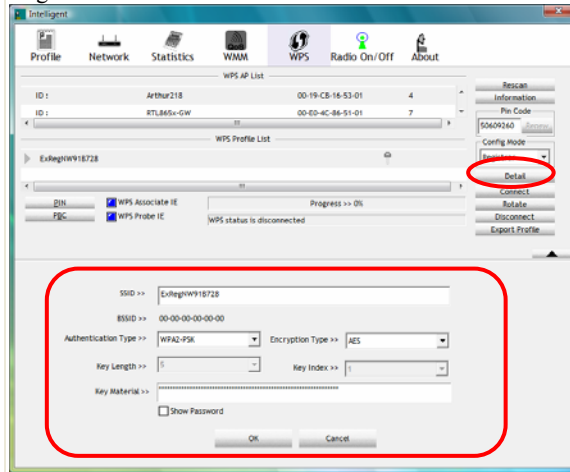 Intelligent
Profile Network Statistics WMM WPS Radio On/Off About
WPS AP List
ID : Arthur218 00-19-CB-16-53-01 4
ID : RTL865x-GW 00-E0-4C-86-51-01 7
Rescan
Information
Pin Code
50609260 Renew
Config Mode
WPS Profile List
ExRegNW91B728
Detail
Connect
Rotate
Disconnect
Export Profile
PIN WPS Associate IE Progress >> 0%
PBC WPS Probe IE WPS status is disconnected
SSID >> ExRegNW91B728
BSSID >> 00-00-00-00-00-00
Authentication Type >> WPA2-PSK Encryption Type >> AES
Key Length >> 5 Key Index >> 1
Key Material >> ****************************************************************
Show Password
OK Cancel